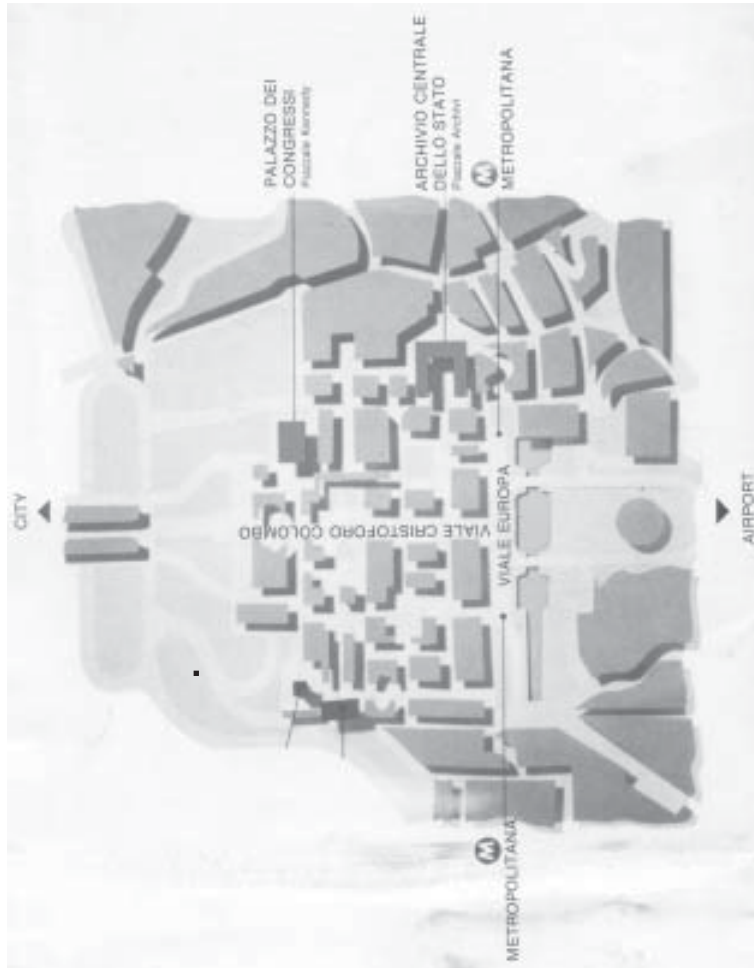 CITY
PALAZZO DEI
CONGRESSI
Piazzale Kennedy
ARCHIVIO CENTRALE
DELLO STATO
Piazzale Archivi
M
METROPOLITANA
VIALE CRISTOFORO COLOMBO
VIALE EUROPA
M
METROPOLITANA
AIRPORT